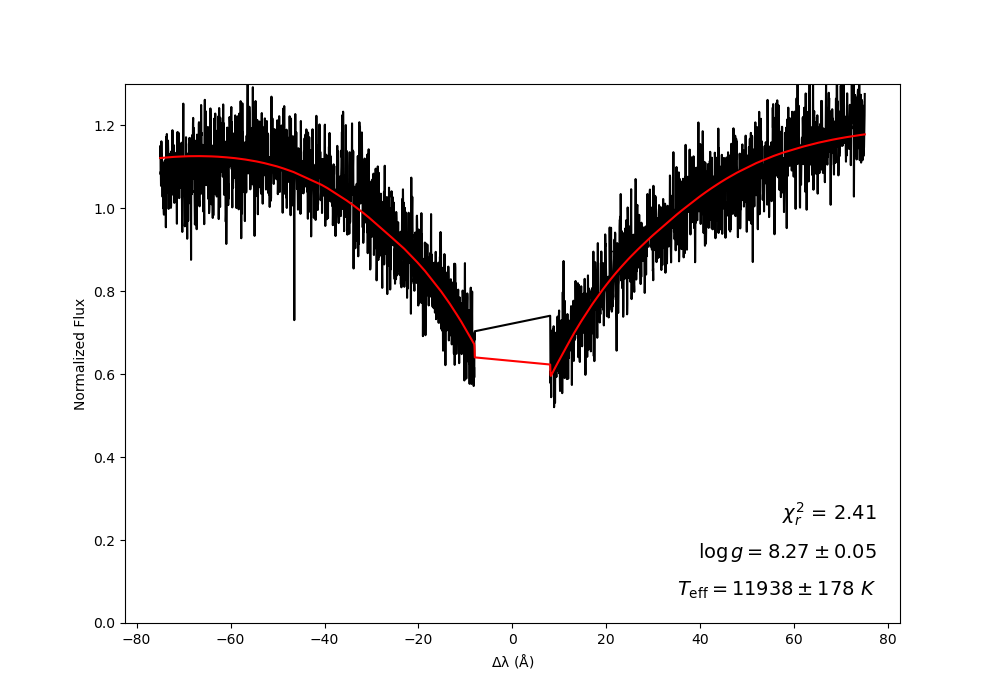 1.2
1.0
0.8
0.6
0.4
0.2
0.0
Normalized Flux
χ²ᵣ = 2.41
log g = 8.27 ± 0.05
T_eff = 11938 ± 178 K
−80 −60 −40 −20 0 20 40 60 80
Δλ (Å)